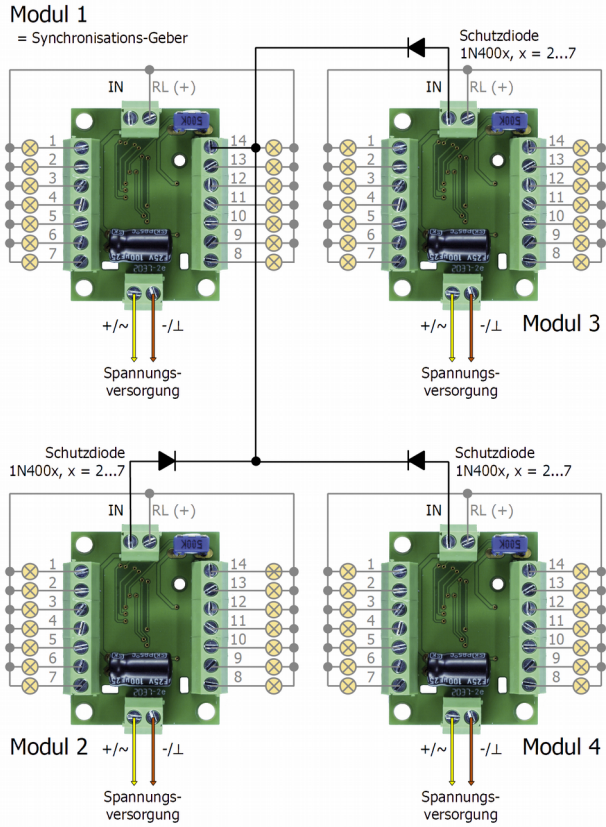 Modul 1
= Synchronisations-Geber
Schutzdiode
1N400x, x = 2...7
IN RL (+)
1 14
2 13
3 12
4 11
5 10
6 9
7 8
+/~ -/⊥
Spannungs-
versorgung
IN RL (+)
1 14
2 13
3 12
4 11
5 10
6 9
7 8
+/~ -/⊥
Modul 3
Spannungs-
versorgung
Schutzdiode
1N400x, x = 2...7
IN RL (+)
1 14
2 13
3 12
4 11
5 10
6 9
7 8
Modul 2
+/~ -/⊥
Spannungs-
versorgung
Schutzdiode
1N400x, x = 2...7
IN RL (+)
1 14
2 13
3 12
4 11
5 10
6 9
7 8
+/~ -/⊥
Modul 4
Spannungs-
versorgung